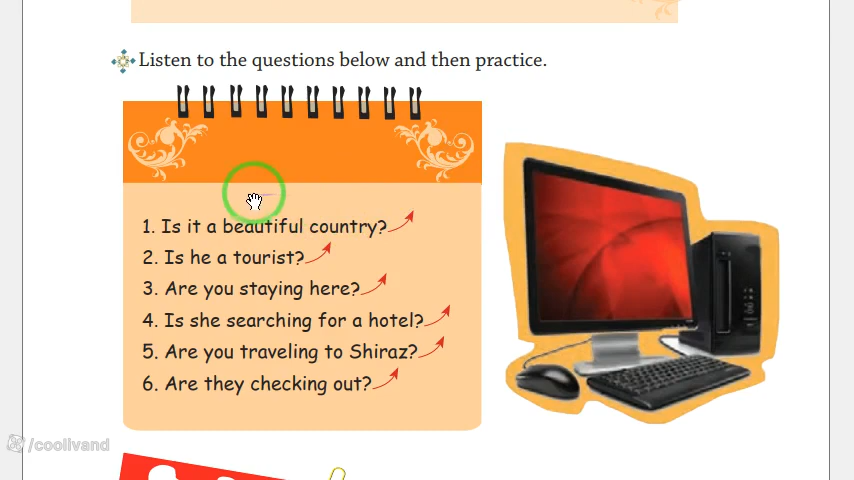 Listen to the questions below and then practice.
1. Is it a beautiful country?
2. Is he a tourist?
3. Are you staying here?
4. Is she searching for a hotel?
5. Are you traveling to Shiraz?
6. Are they checking out?
/coolivand